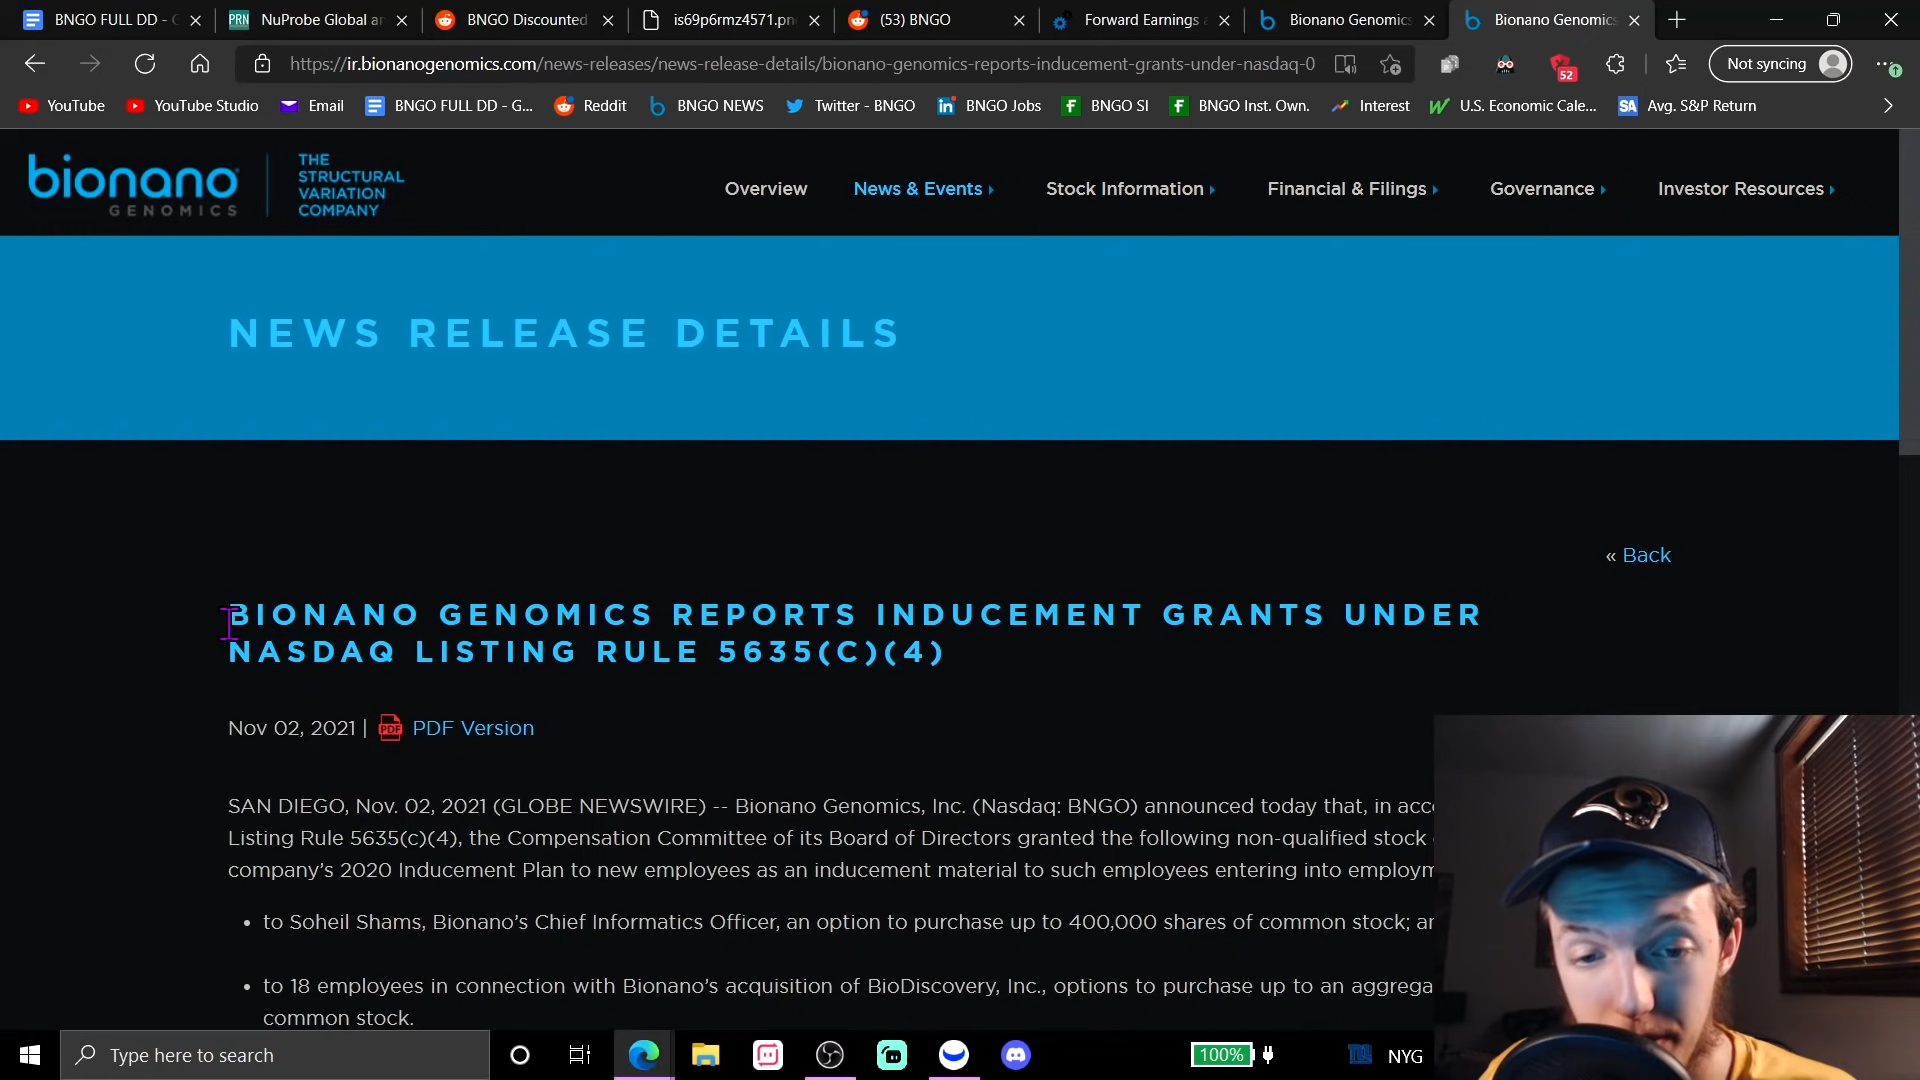 BNGO FULL DD - G
NuProbe Global an
BNGO Discounted
is69p6rmz4571.pn
(53) BNGO
Forward Earnings
Bionano Genomics
Bionano Genomics
https://ir.bionanogenomics.com/news-releases/news-release-details/bionano-genomics-reports-inducement-grants-under-nasdaq-0
52
Not syncing
YouTube
YouTube Studio
Email
BNGO FULL DD - G...
Reddit
BNGO NEWS
Twitter - BNGO
BNGO Jobs
BNGO SI
BNGO Inst. Own.
Interest
U.S. Economic Cale...
SA
Avg. S&P Return
bionano
GENOMICS
THE
STRUCTURAL
VARIATION
COMPANY
Overview
News & Events
Stock Information
Financial & Filings
Governance
Investor Resources
NEWS RELEASE DETAILS
« Back
BIONANO GENOMICS REPORTS INDUCEMENT GRANTS UNDER
NASDAQ LISTING RULE 5635(C)(4)
Nov 02, 2021 |
PDF Version
SAN DIEGO, Nov. 02, 2021 (GLOBE NEWSWIRE) -- Bionano Genomics, Inc. (Nasdaq: BNGO) announced today that, in acc
Listing Rule 5635(c)(4), the Compensation Committee of its Board of Directors granted the following non-qualified stock
company's 2020 Inducement Plan to new employees as an inducement material to such employees entering into employm
• to Soheil Shams, Bionano's Chief Informatics Officer, an option to purchase up to 400,000 shares of common stock; a
• to 18 employees in connection with Bionano's acquisition of BioDiscovery, Inc., options to purchase up to an aggrega
common stock.
Type here to search
100%
NYG